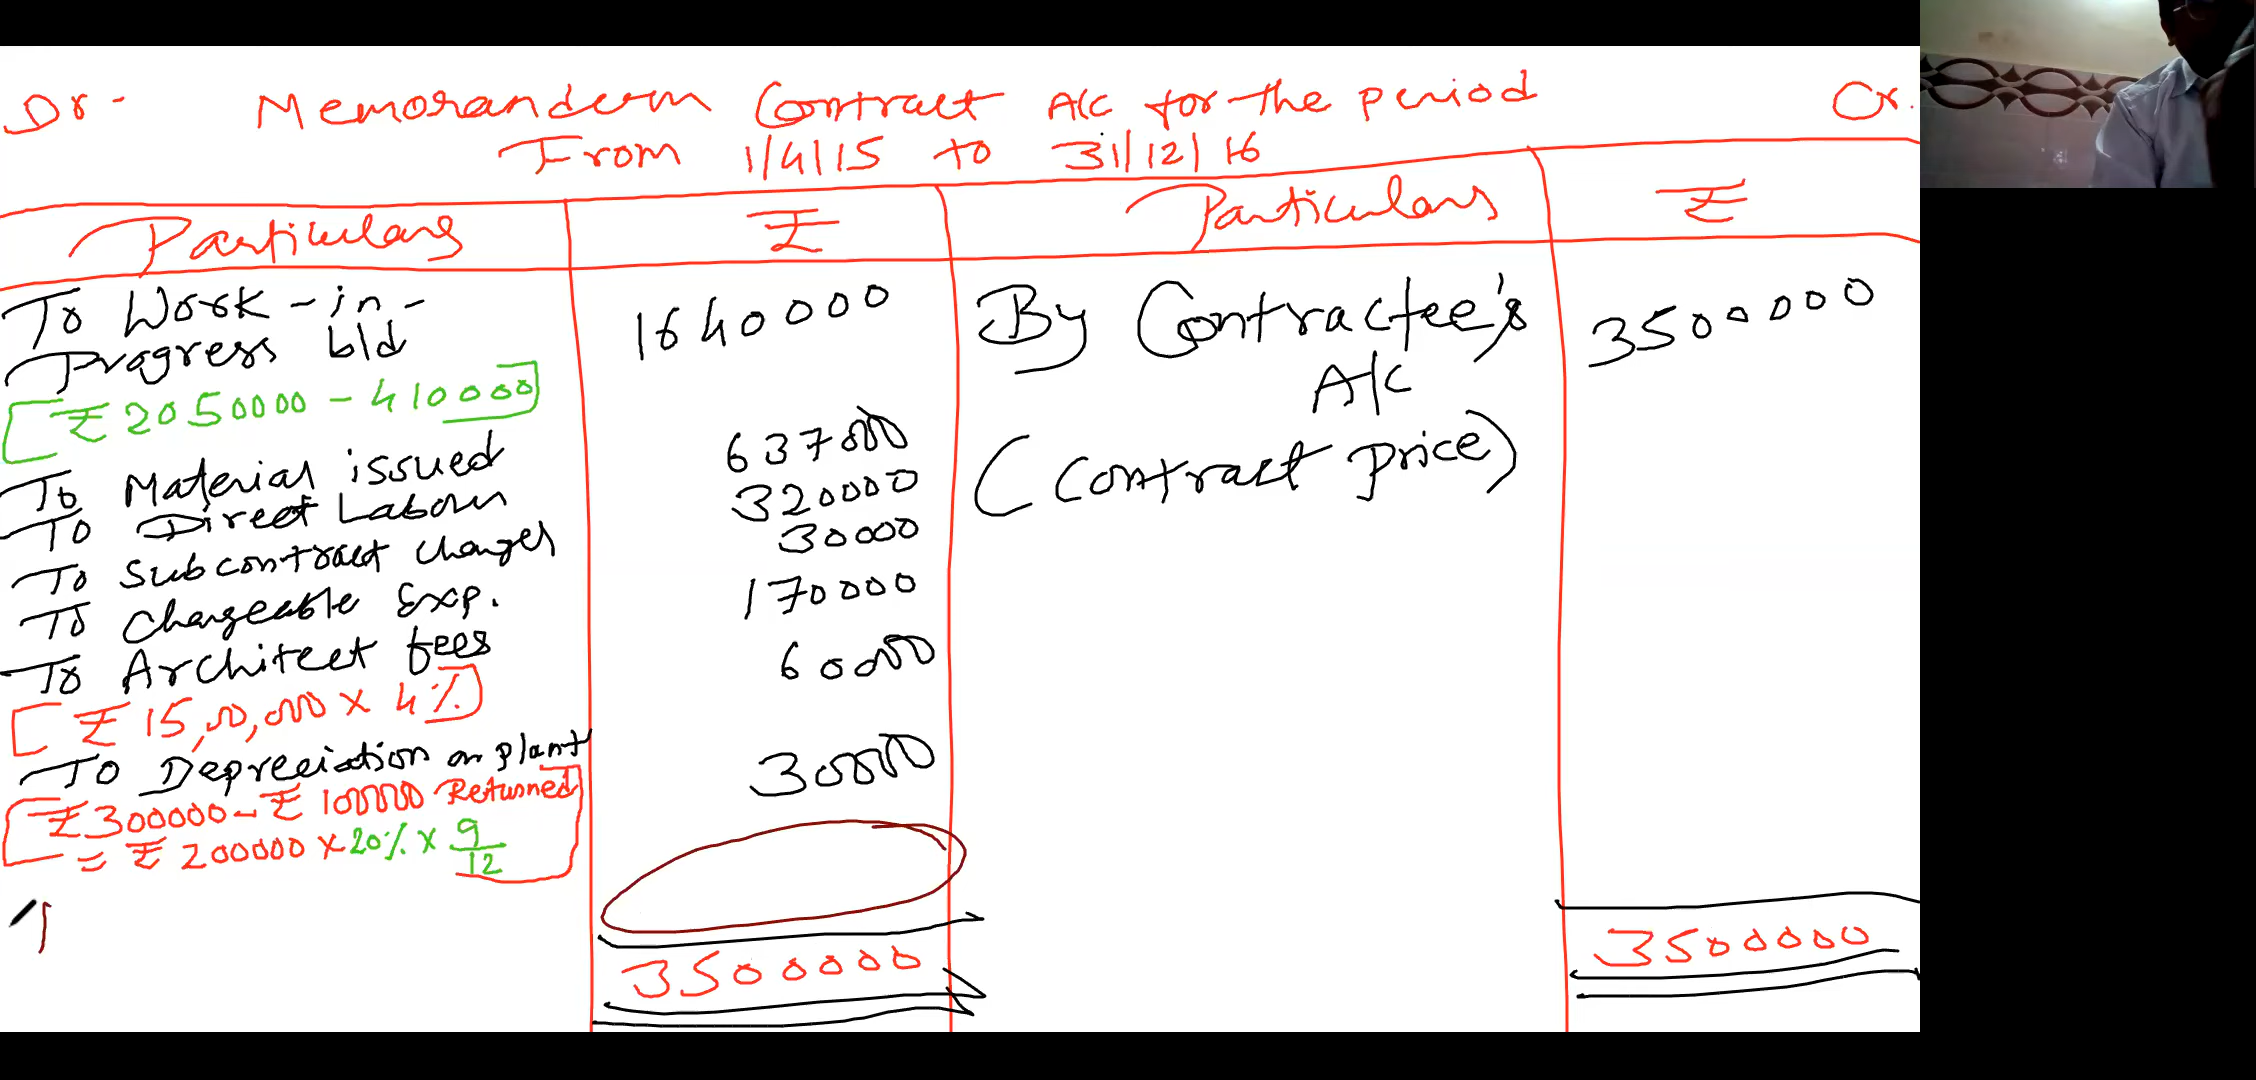 Dr. Memorandum Contract A/C for the period Cr.
From 1/4/15 to 31/12/16
Particulars ₹ Particulars ₹
To Work-in- 1640000 By Contractee's 3500000
Progress b/d A/C
[₹ 2050000 - 410000]
To Material issued 637000 (Contract price)
To Direct Labour 320000
To Subcontract charges 30000
To Chargeable Exp. 170000
To Architect fees 60000
[₹ 15,00,000 x 4%]
To Depreciation on plant 30000
[₹300000 - ₹ 100000 Returned
= ₹ 200000 x 20% x 9/12]
3500000 3500000